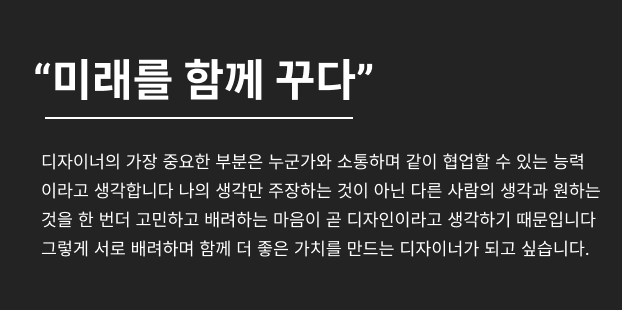 “미래를 함께 꾸다”
디자이너의 가장 중요한 부분은 누군가와 소통하며 같이 협업할 수 있는 능력
이라고 생각합니다 나의 생각만 주장하는 것이 아닌 다른 사람의 생각과 원하는
것을 한 번더 고민하고 배려하는 마음이 곧 디자인이라고 생각하기 때문입니다
그렇게 서로 배려하며 함께 더 좋은 가치를 만드는 디자이너가 되고 싶습니다.